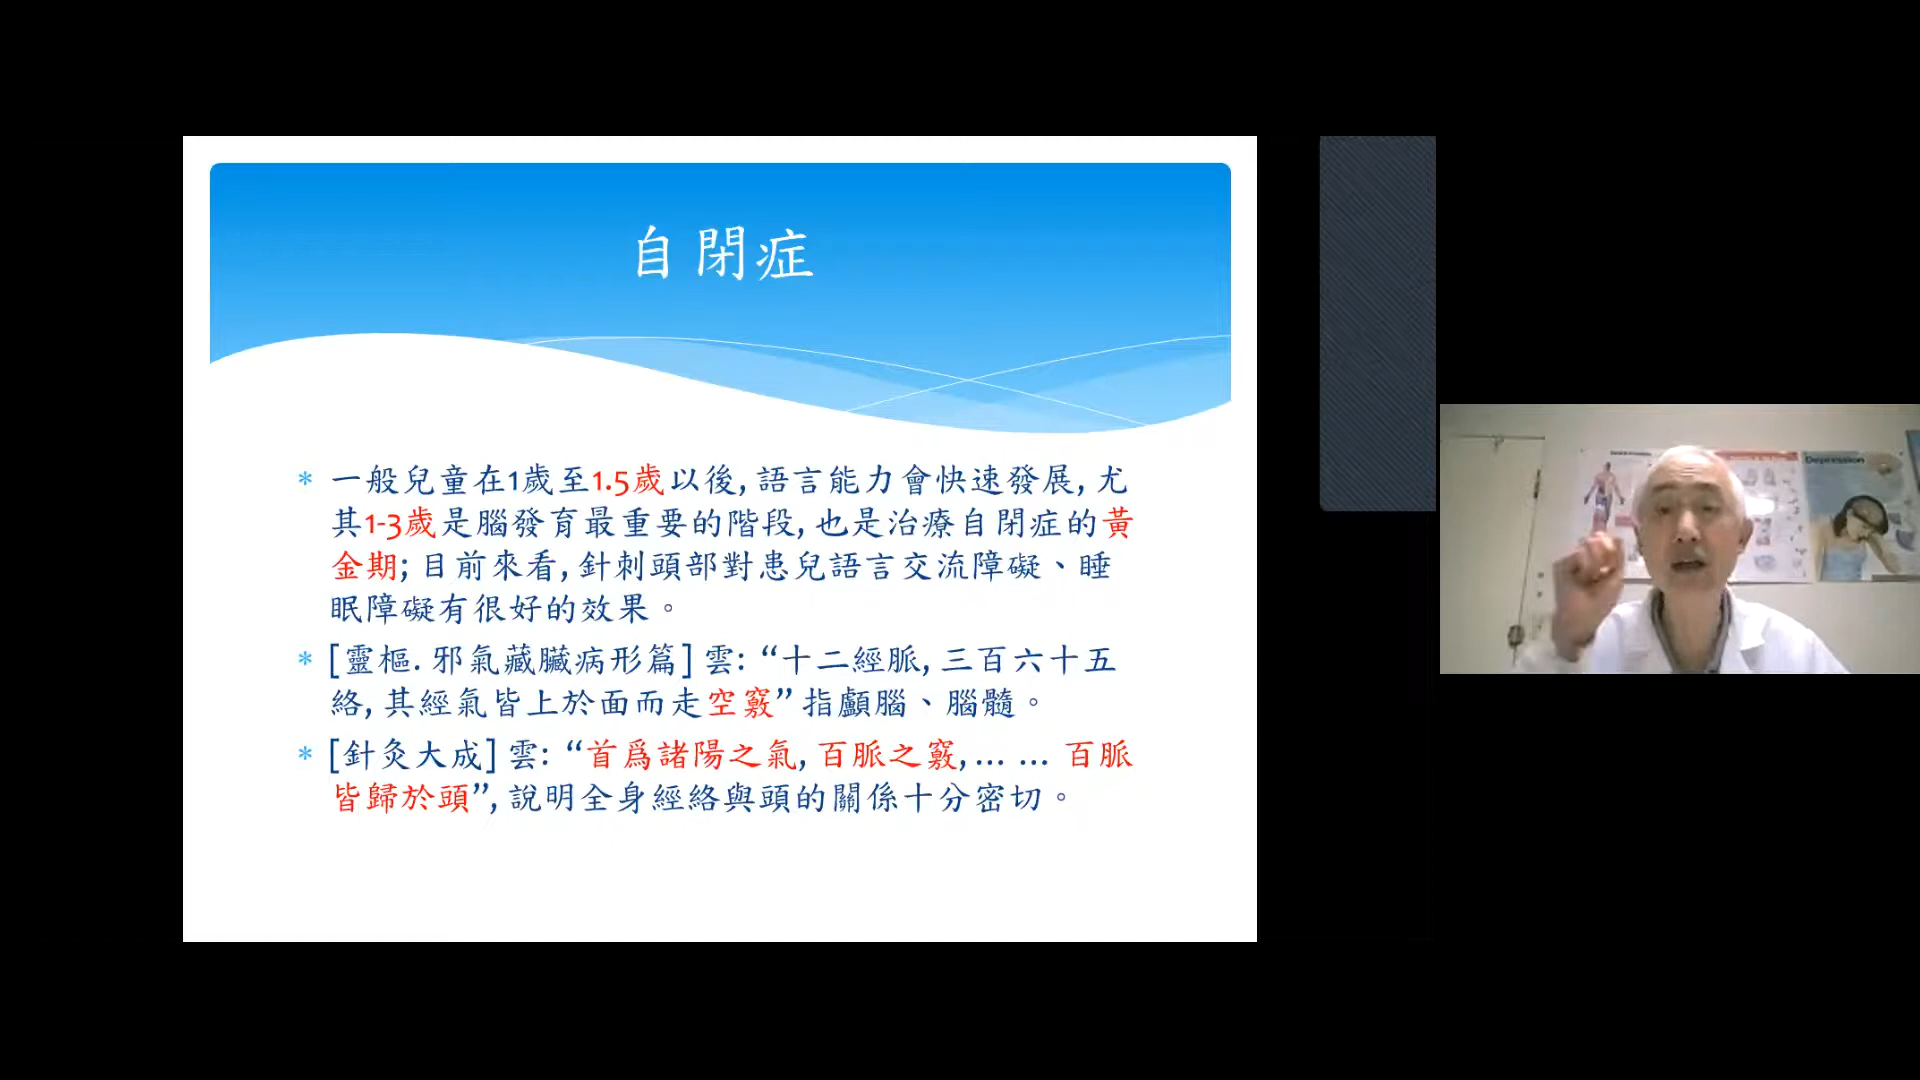 自閉症
* 一般兒童在1歲至1.5歲以後, 語言能力會快速發展, 尤
其1-3歲是腦發育最重要的階段, 也是治療自閉症的黃
金期; 目前來看, 針刺頭部對患兒語言交流障礙、睡
眠障礙有很好的效果。
* [靈樞. 邪氣藏臟病形篇] 雲: “十二經脈, 三百六十五
絡, 其經氣皆上於面而走空竅” 指顱腦、腦髓。
* [針灸大成] 雲: “首爲諸陽之氣, 百脈之竅, … … 百脈
皆歸於頭”, 說明全身經絡與頭的關係十分密切。
Depression